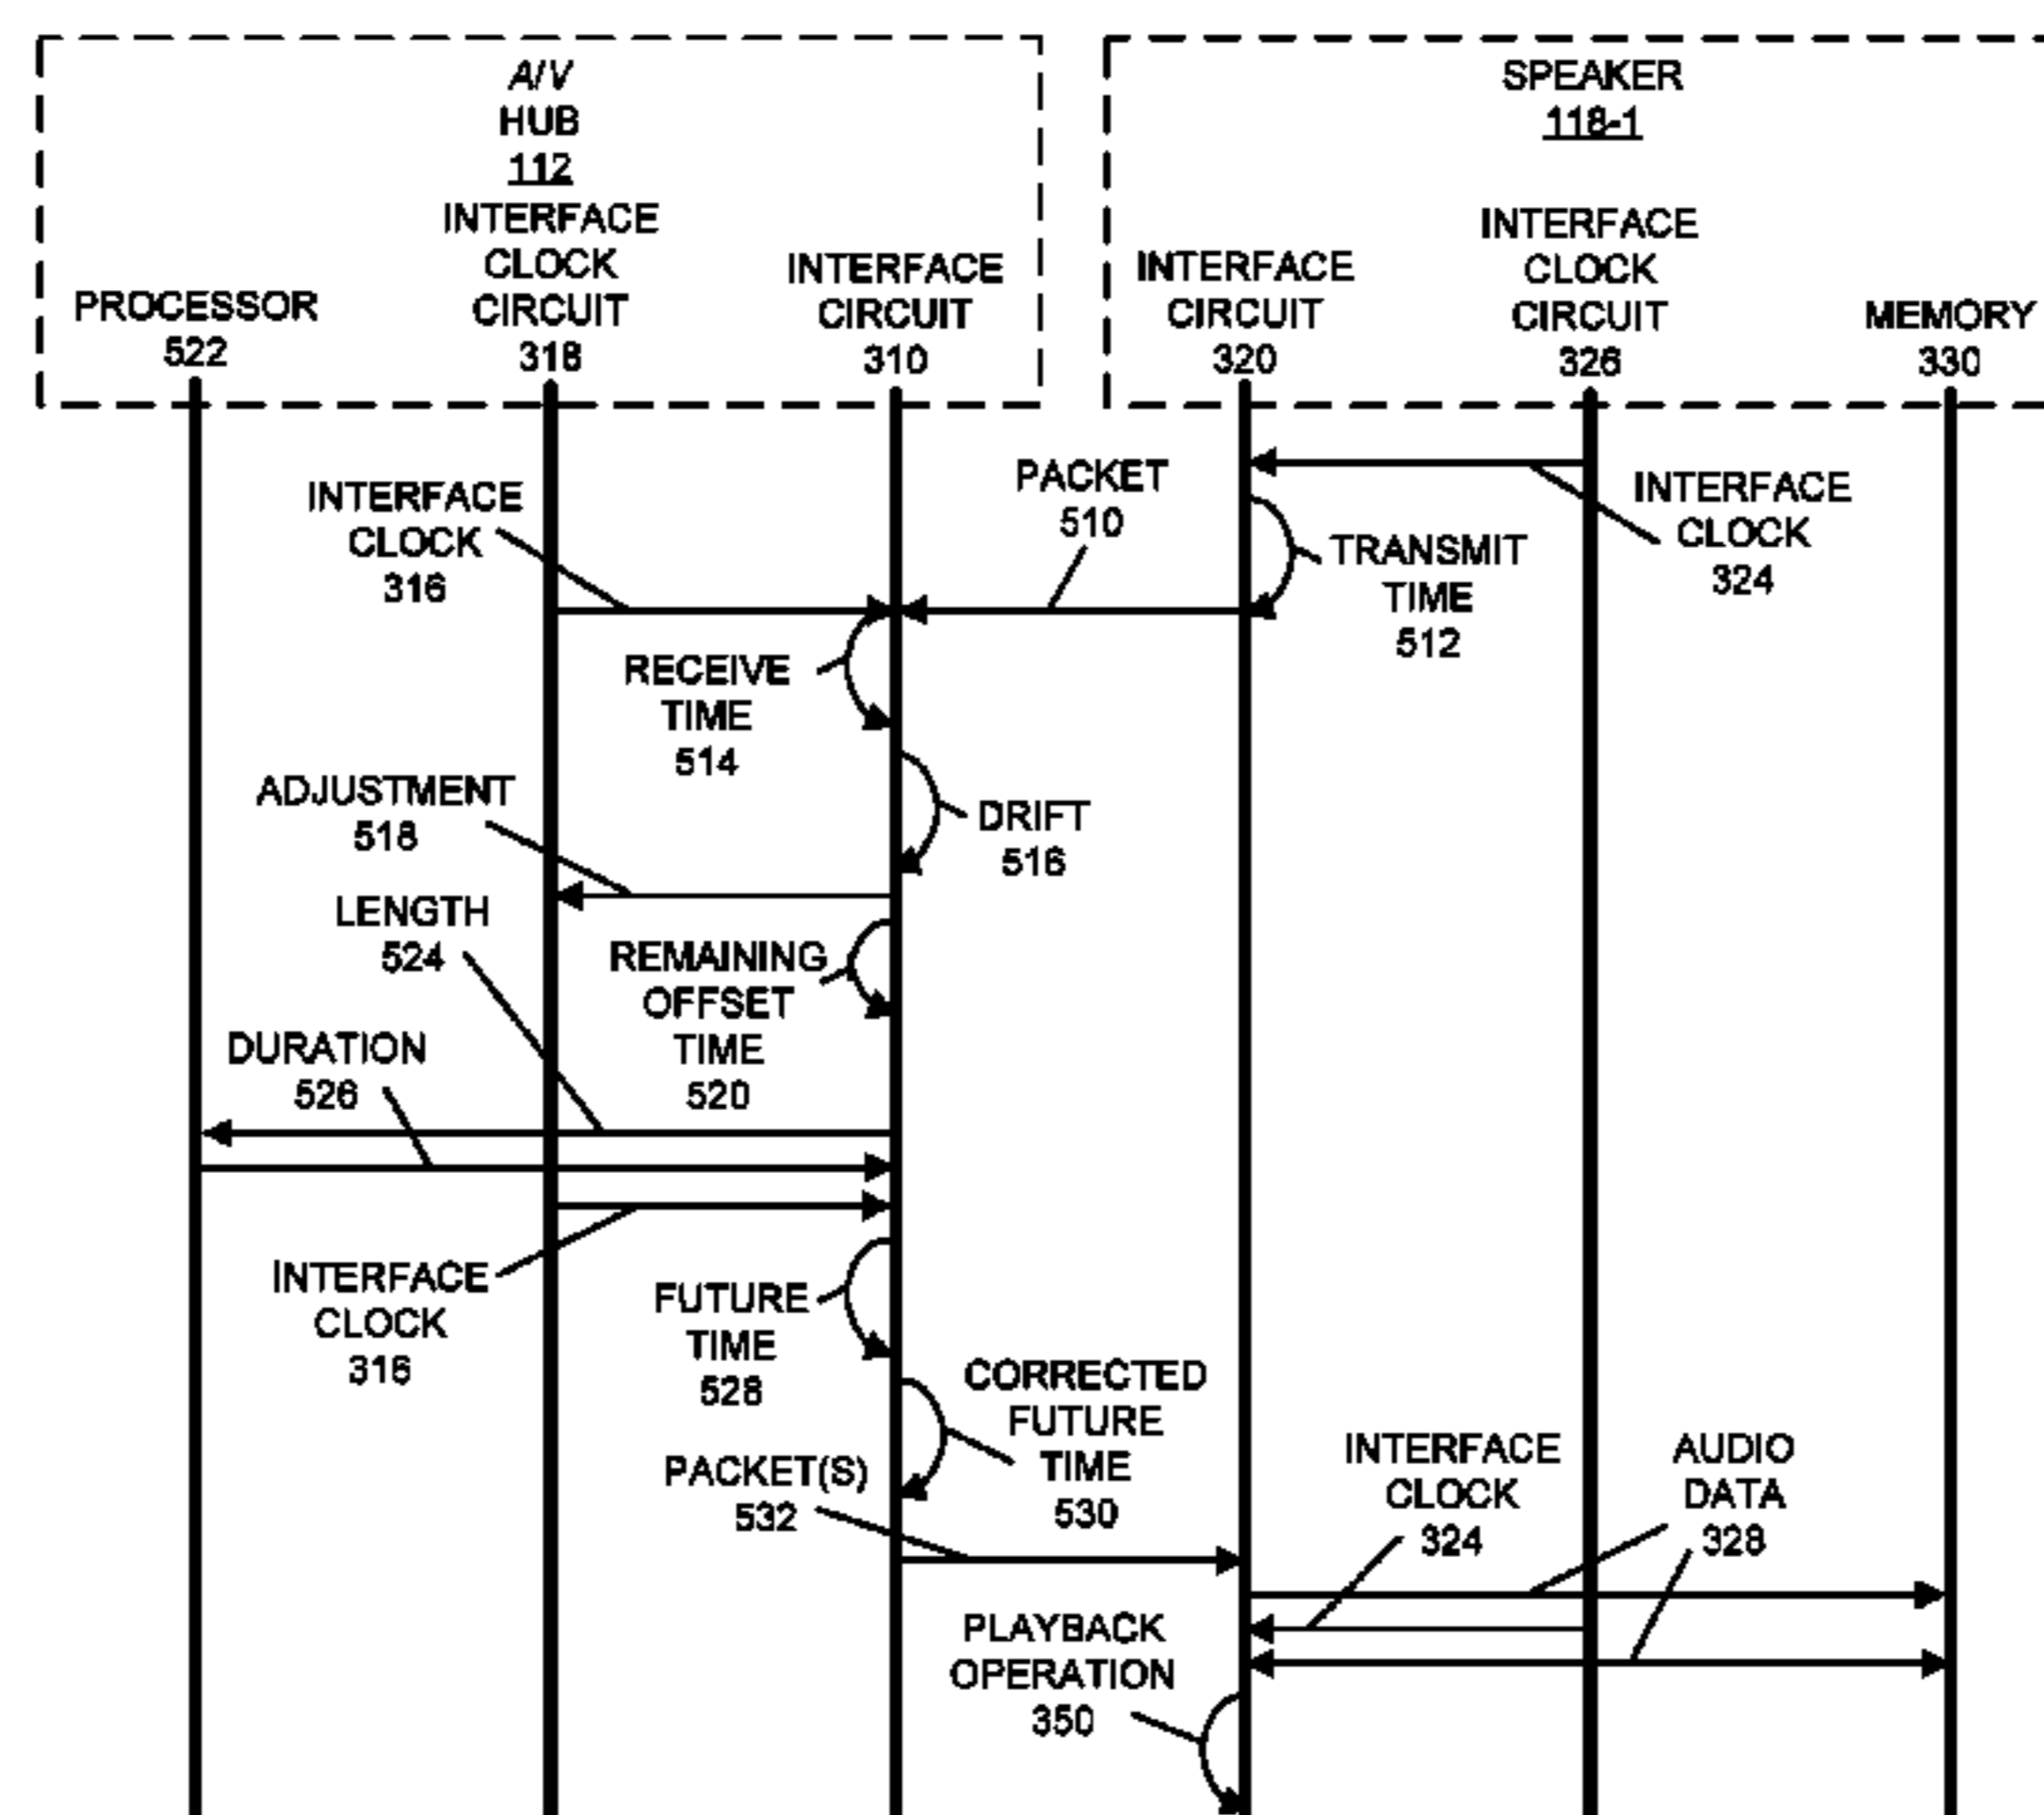 A/V
HUB
112
SPEAKER
118-1
PROCESSOR
522
INTERFACE
CLOCK
CIRCUIT
318
INTERFACE
CIRCUIT
310
INTERFACE
CIRCUIT
320
INTERFACE
CLOCK
CIRCUIT
326
MEMORY
330
INTERFACE
CLOCK
324
PACKET
510
INTERFACE
CLOCK
316
TRANSMIT
TIME
512
RECEIVE
TIME
514
DRIFT
516
ADJUSTMENT
518
LENGTH
524
REMAINING
OFFSET
TIME
520
DURATION
526
INTERFACE
CLOCK
316
FUTURE
TIME
528
CORRECTED
FUTURE
TIME
530
PACKET(S)
532
INTERFACE
CLOCK
324
AUDIO
DATA
328
PLAYBACK
OPERATION
350